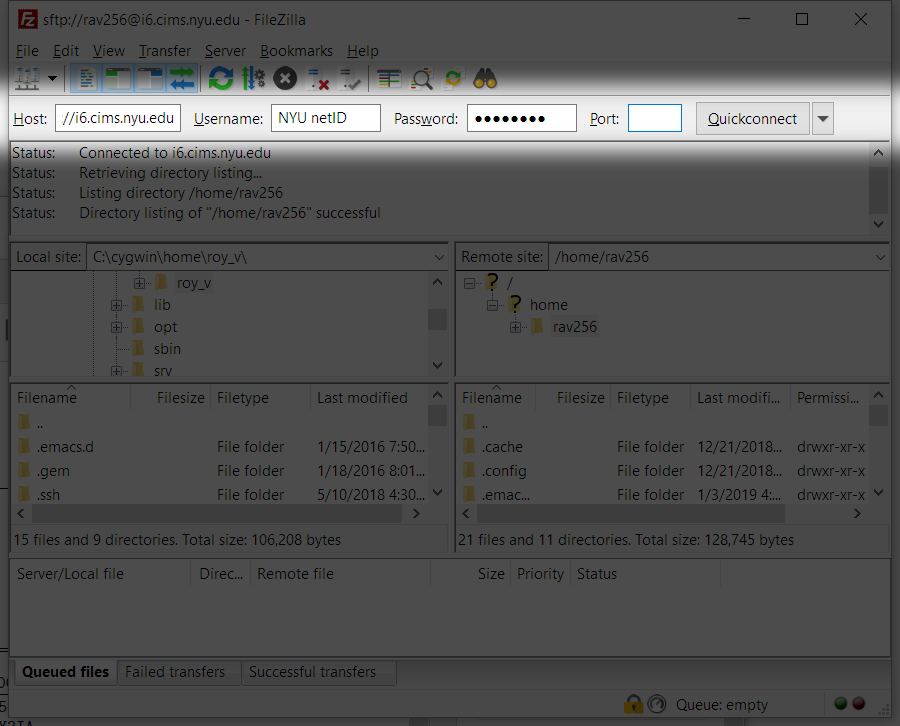 sftp://rav256@i6.cims.nyu.edu - FileZilla
File Edit View Transfer Server Bookmarks Help
Host: //i6.cims.nyu.edu Username: NYU netID Password: ●●●●●●●● Port: Quickconnect
Status: Connected to i6.cims.nyu.edu
Status: Retrieving directory listing...
Status: Listing directory /home/rav256
Status: Directory listing of "/home/rav256" successful
Local site: C:\cygwin\home\roy_v\ Remote site: /home/rav256
roy_v
lib
opt
sbin
srv
? /
? home
rav256
Filename Filesize Filetype Last modified
..
.emacs.d File folder 1/15/2016 7:50...
.gem File folder 1/18/2016 8:01...
.ssh File folder 5/10/2018 4:30...
15 files and 9 directories. Total size: 106,208 bytes
Filename Filesize Filetype Last modifi... Permissi...
..
.cache File folder 12/21/2018... drwxr-xr-x
.config File folder 12/21/2018... drwxr-xr-x
.emac... File folder 1/3/2019 4:... drwxr-xr-x
21 files and 11 directories. Total size: 128,745 bytes
Server/Local file Direc... Remote file Size Priority Status
Queued files Failed transfers Successful transfers
Queue: empty